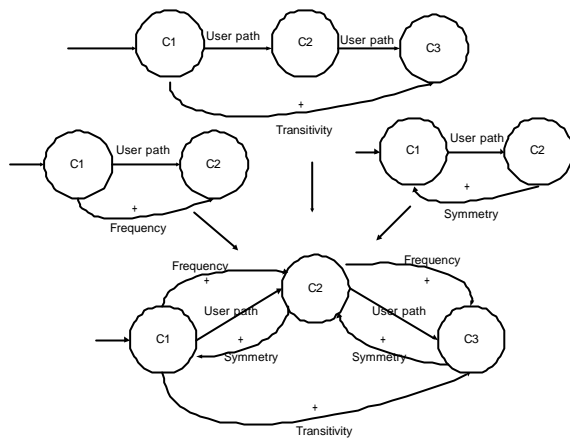 C1
User path
C2
User path
C3
+
Transitivity
C1
User path
C2
+
Frequency
C1
User path
C2
+
Symmetry
Frequency
+
Frequency
+
C2
User path
User path
C1
+
Symmetry
+
Symmetry
C3
+
Transitivity